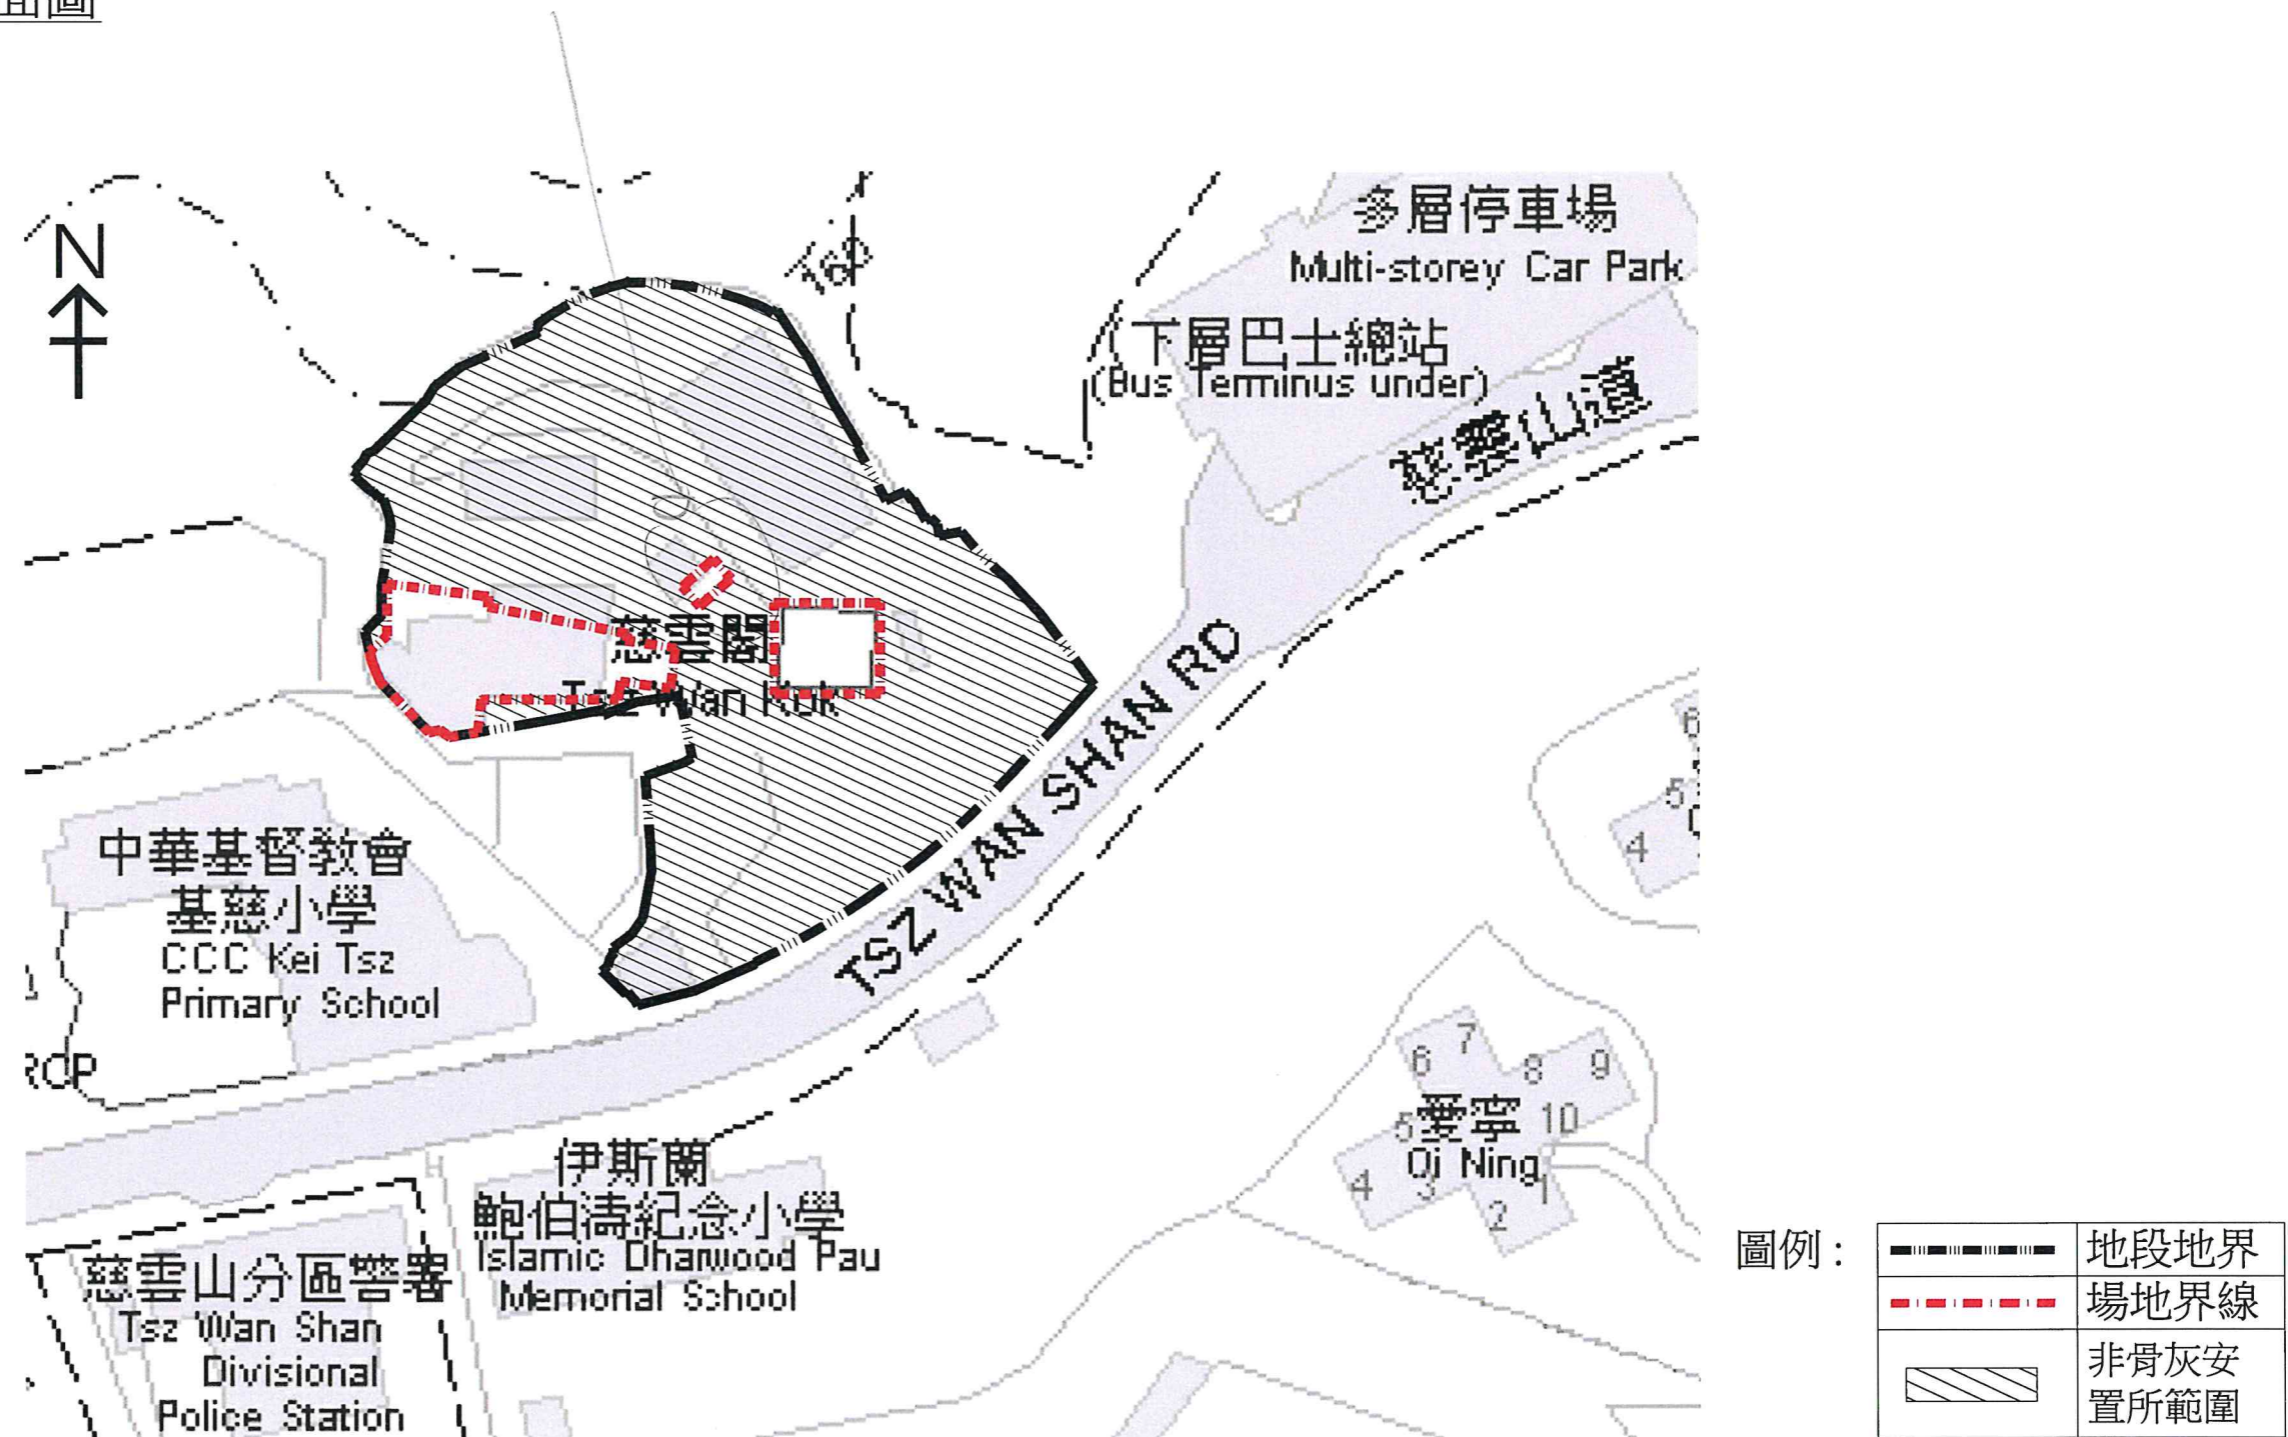 面圖
N
多層停車場
Multi-storey Car Park
(下層巴士總站
(Bus Terminus under)
慈雲山道
慈雲閣
Tsz Wan Kok
TSZ WAN SHAN RD
中華基督教會
基慈小學
CCC Kei Tsz
Primary School
RCP
伊斯蘭
鮑伯濤紀念小學
Islamic Dharwood Pau
Memorial School
慈雲山分區警署
Tsz Wan Shan
Divisional
Police Station
6
5
4
7
6
8
9
5
愛寧
10
Oi Ning
4
3
2
1
圖例：
地段地界
場地界線
非骨灰安
置所範圍